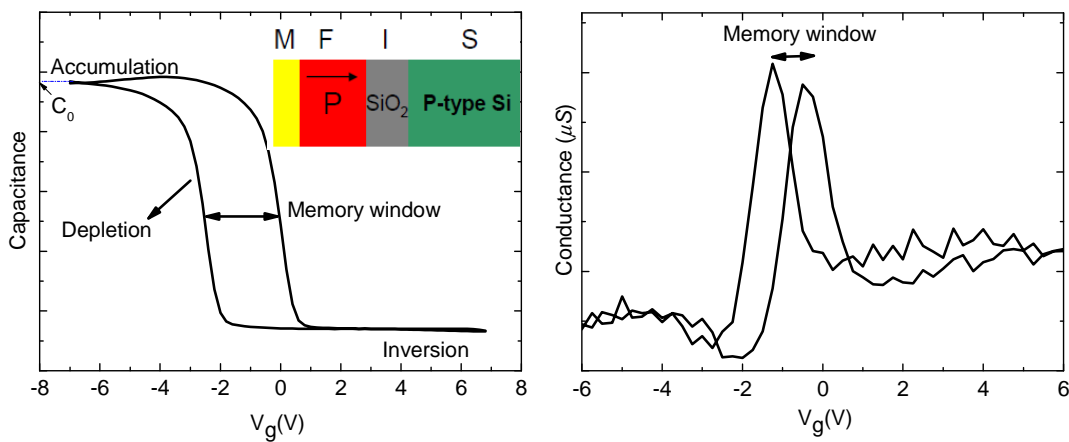 M F I S
Accumulation
C0
P
SiO2
P-type Si
Capacitance
Depletion
Memory window
Inversion
-8 -6 -4 -2 0 2 4 6 8
Vg(V)
Memory window
Conductance (μS)
-6 -4 -2 0 2 4 6
Vg(V)